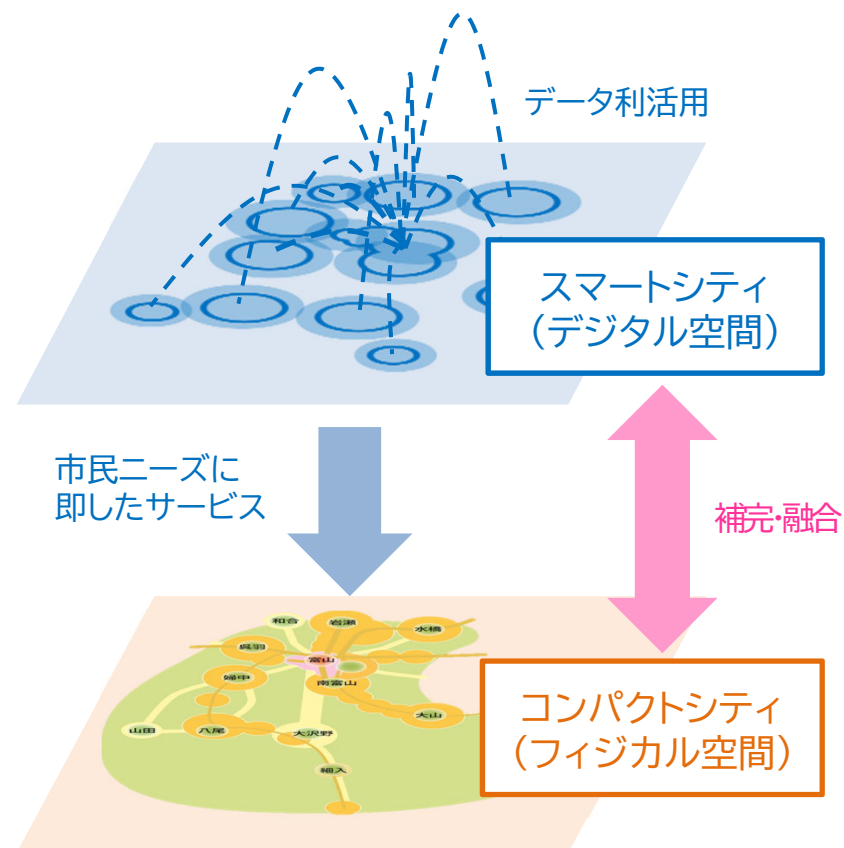 データ利活用
スマートシティ
（デジタル空間）
市民ニーズに
即したサービス
補完・融合
和合
岩瀬
水橋
呉羽
富山
婦中
南富山
大山
山田
八尾
大沢野
細入
コンパクトシティ
（フィジカル空間）